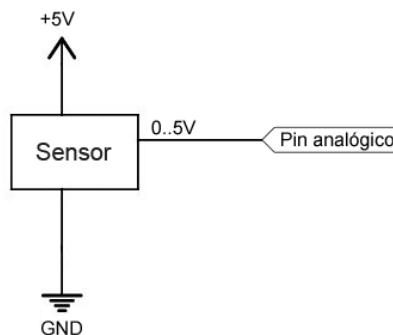 +5V
0..5V
Sensor
Pin analógico
GND